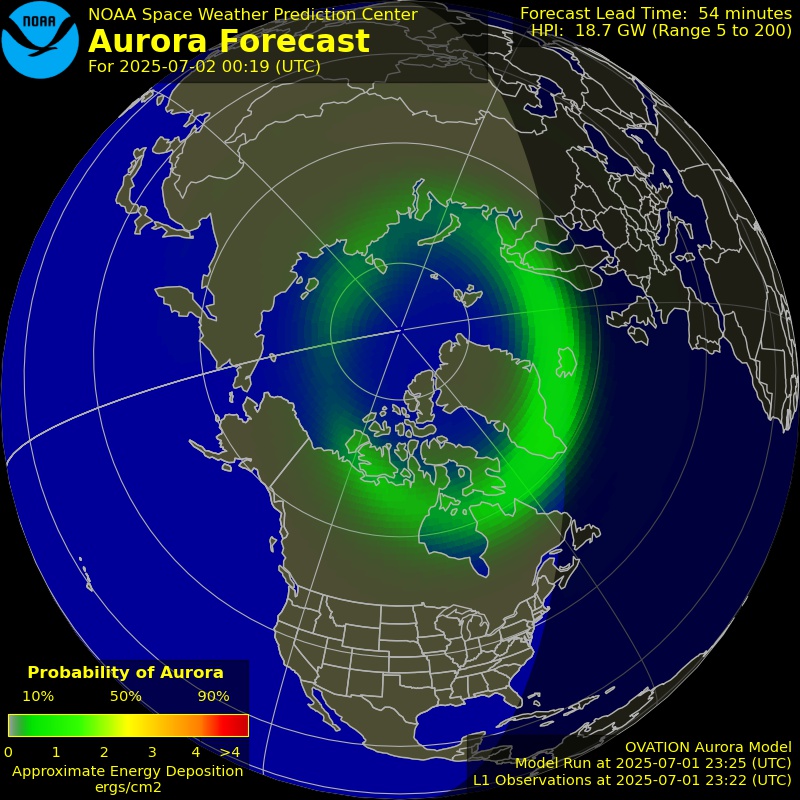 NOAA
NOAA Space Weather Prediction Center
Aurora Forecast
For 2025-07-02 00:19 (UTC)
Forecast Lead Time: 54 minutes
HPI: 18.7 GW (Range 5 to 200)
Probability of Aurora
10% 50% 90%
0 1 2 3 4 >4
Approximate Energy Deposition
ergs/cm2
OVATION Aurora Model
Model Run at 2025-07-01 23:25 (UTC)
L1 Observations at 2025-07-01 23:22 (UTC)